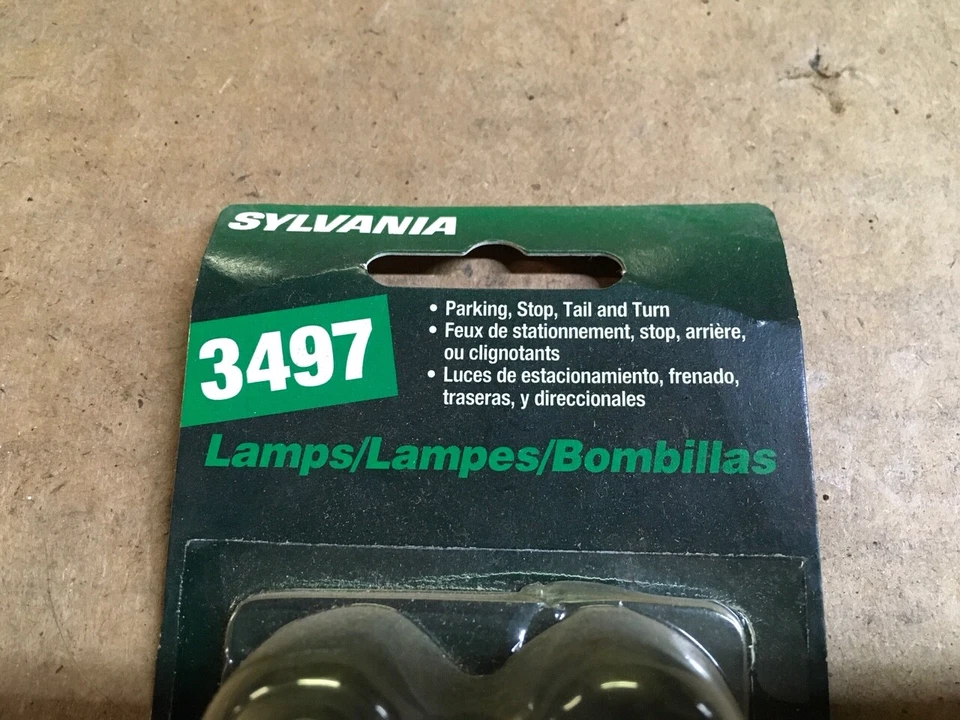 SYLVANIA
3497
• Parking, Stop, Tail and Turn
• Feux de stationnement, stop, arrière,
ou clignotants
• Luces de estacionamiento, frenado,
traseras, y direccionales
Lamps/Lampes/Bombillas